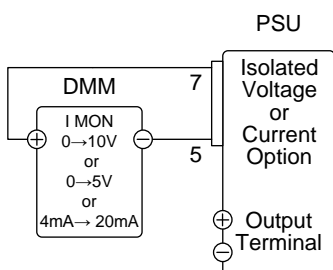 PSU
DMM
7
5
I MON
0→10V
or
0→5V
or
4mA→ 20mA
+
−
Isolated
Voltage
or
Current
Option
+
−
Output
Terminal